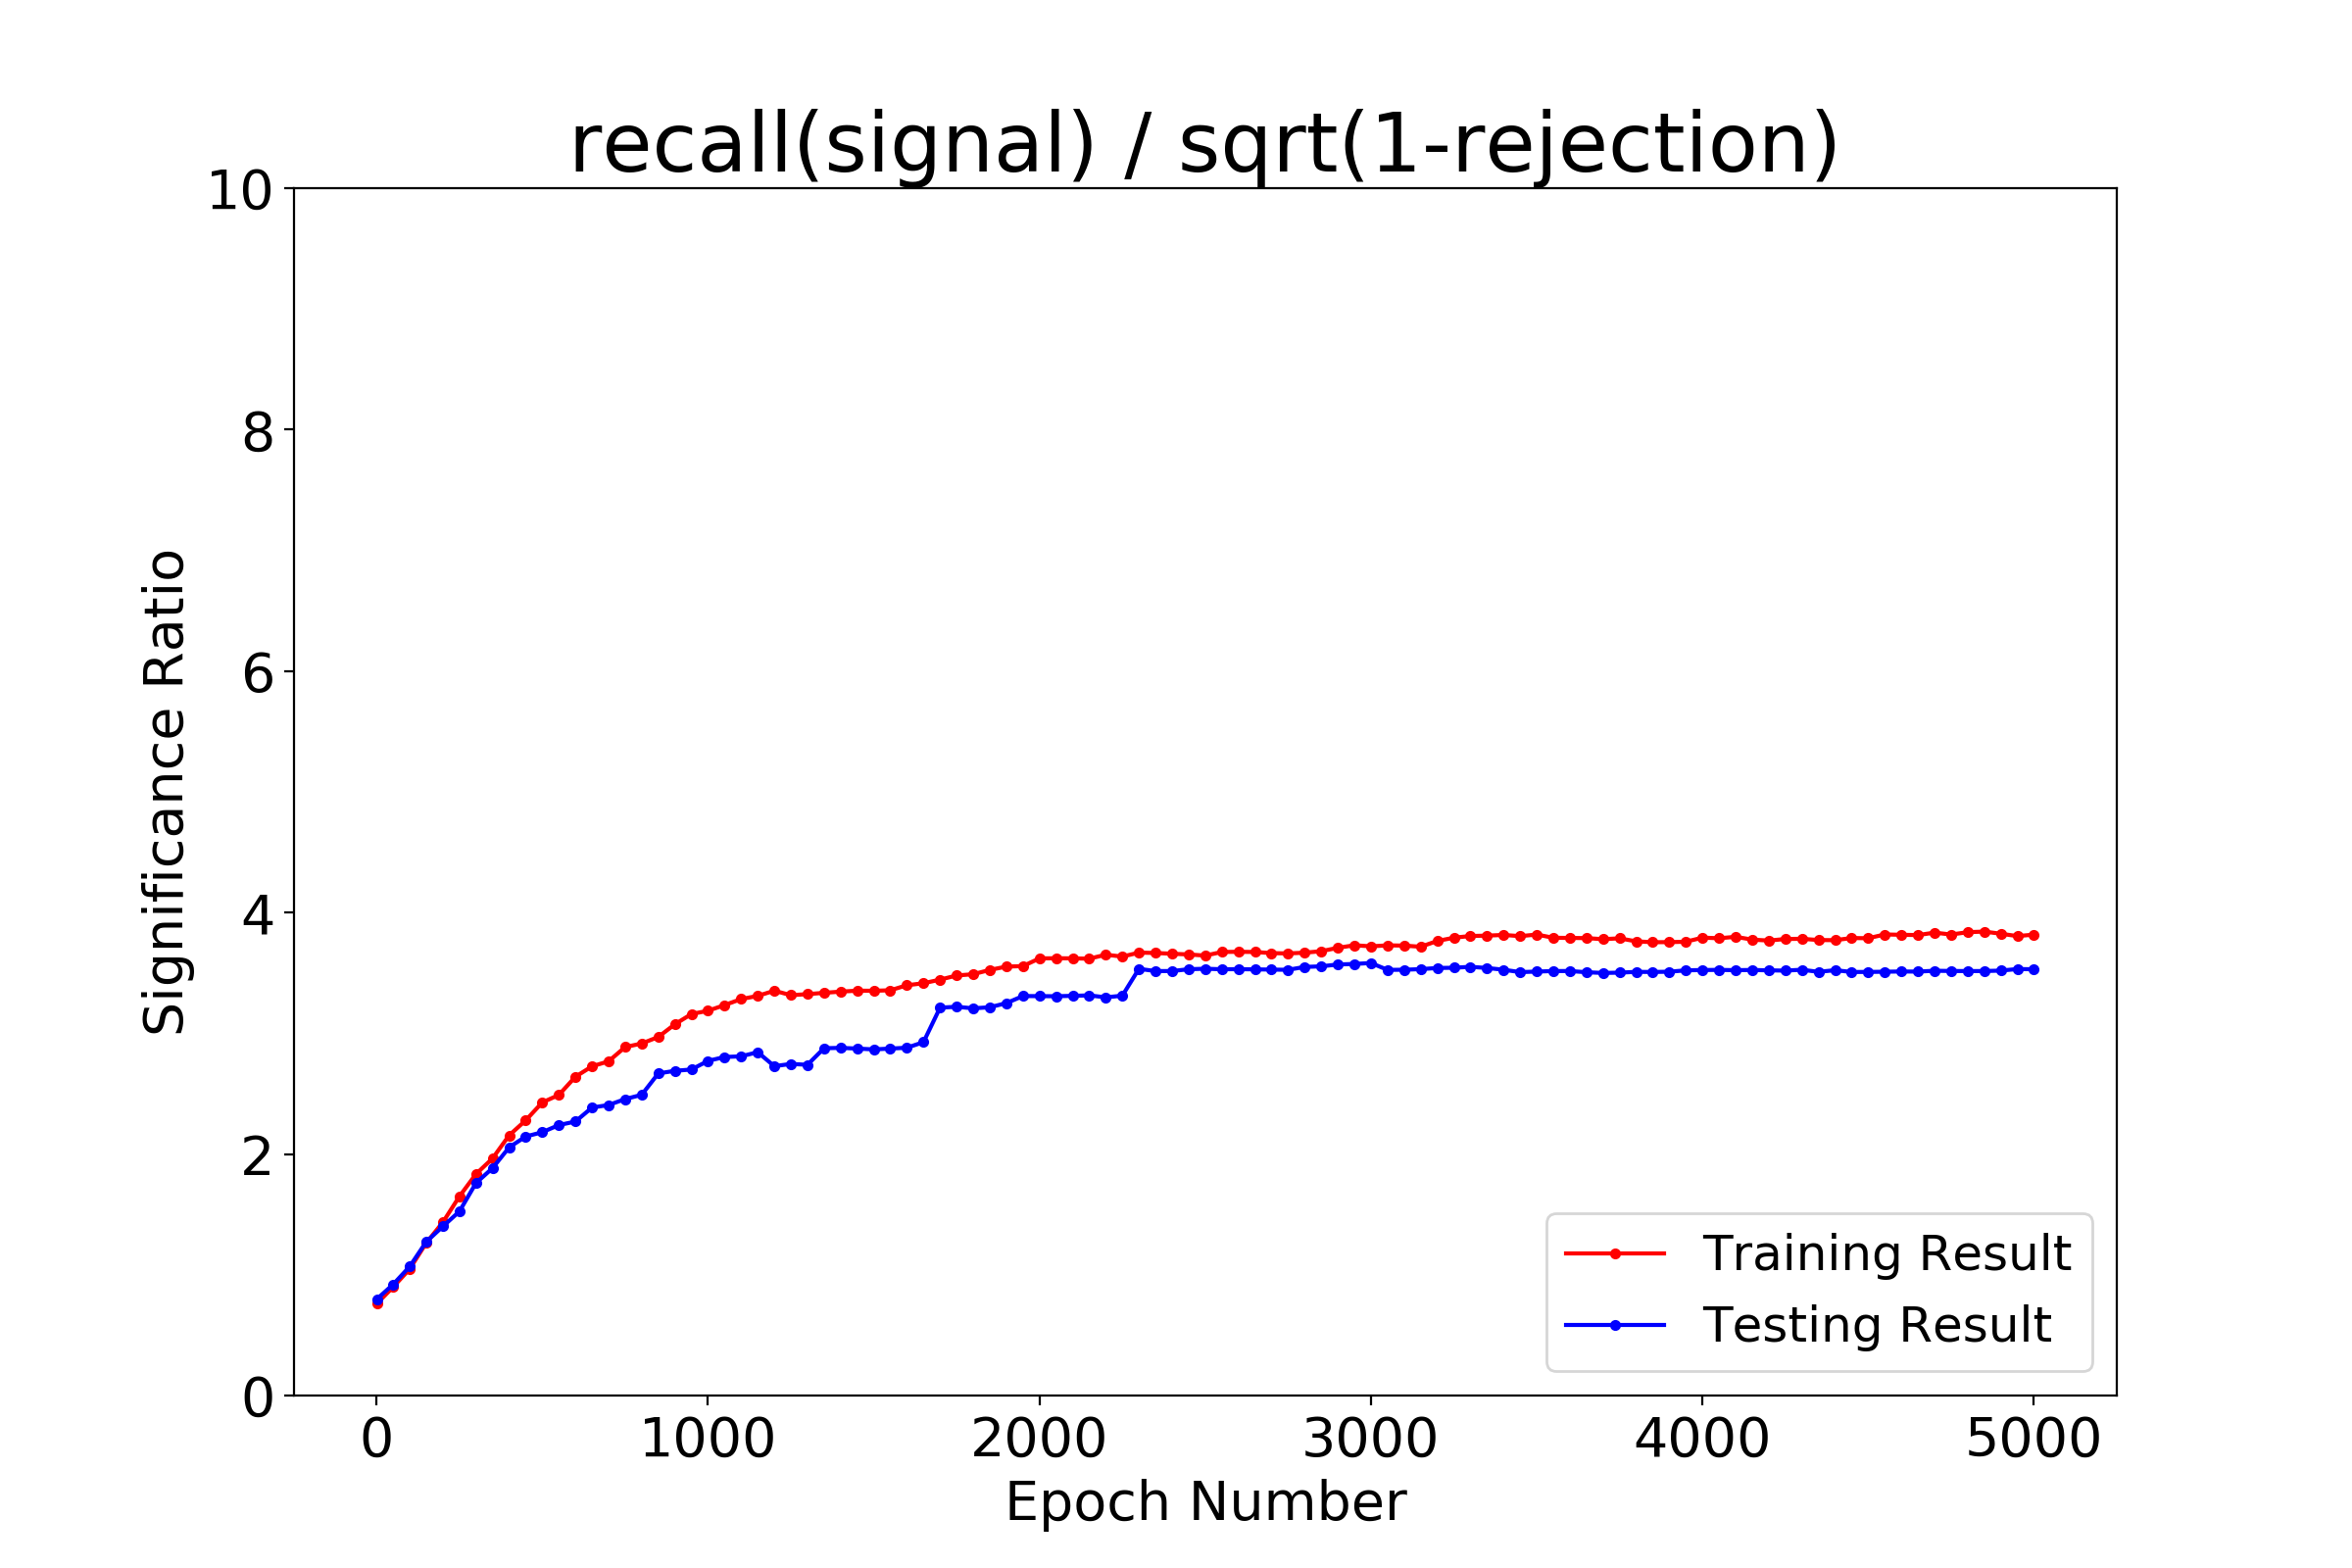 recall(signal) / sqrt(1-rejection)
10
8
6
4
2
0
Significance Ratio
0 1000 2000 3000 4000 5000
Epoch Number
Training Result
Testing Result